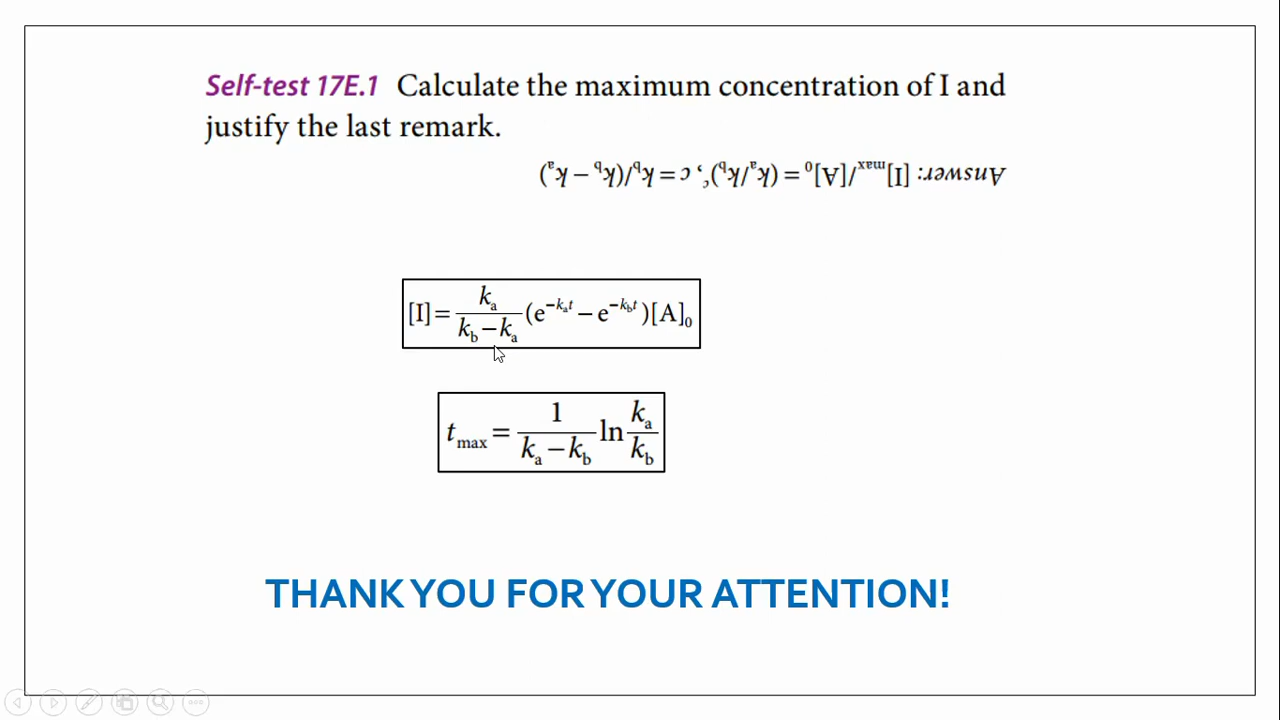 Self-test 17E.1 Calculate the maximum concentration of I and
justify the last remark.
Answer: [I]max/[A]0 = (ka/kb)^c, c = kb/(kb − ka)
[I] = ka/(kb − ka) (e^−kat − e^−kbt)[A]0
tmax = 1/(ka − kb) ln ka/kb
THANK YOU FOR YOUR ATTENTION!